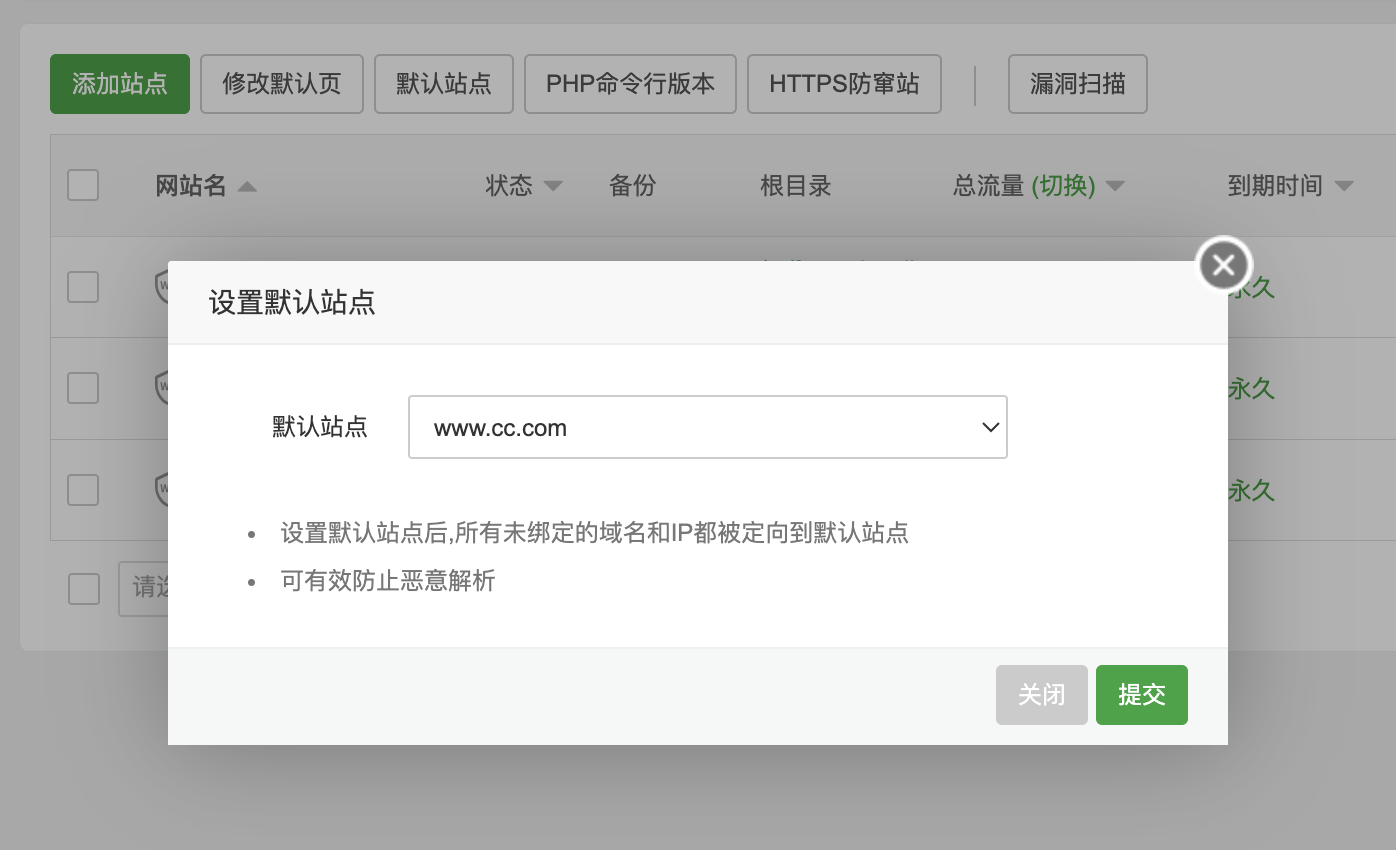 添加站点 修改默认页 默认站点 PHP命令行版本 HTTPS防窜站 漏洞扫描
网站名 状态 备份 根目录 总流量 (切换) 到期时间
设置默认站点
永久
默认站点 www.cc.com
永久
永久
设置默认站点后,所有未绑定的域名和IP都被定向到默认站点
可有效防止恶意解析
请选
关闭 提交